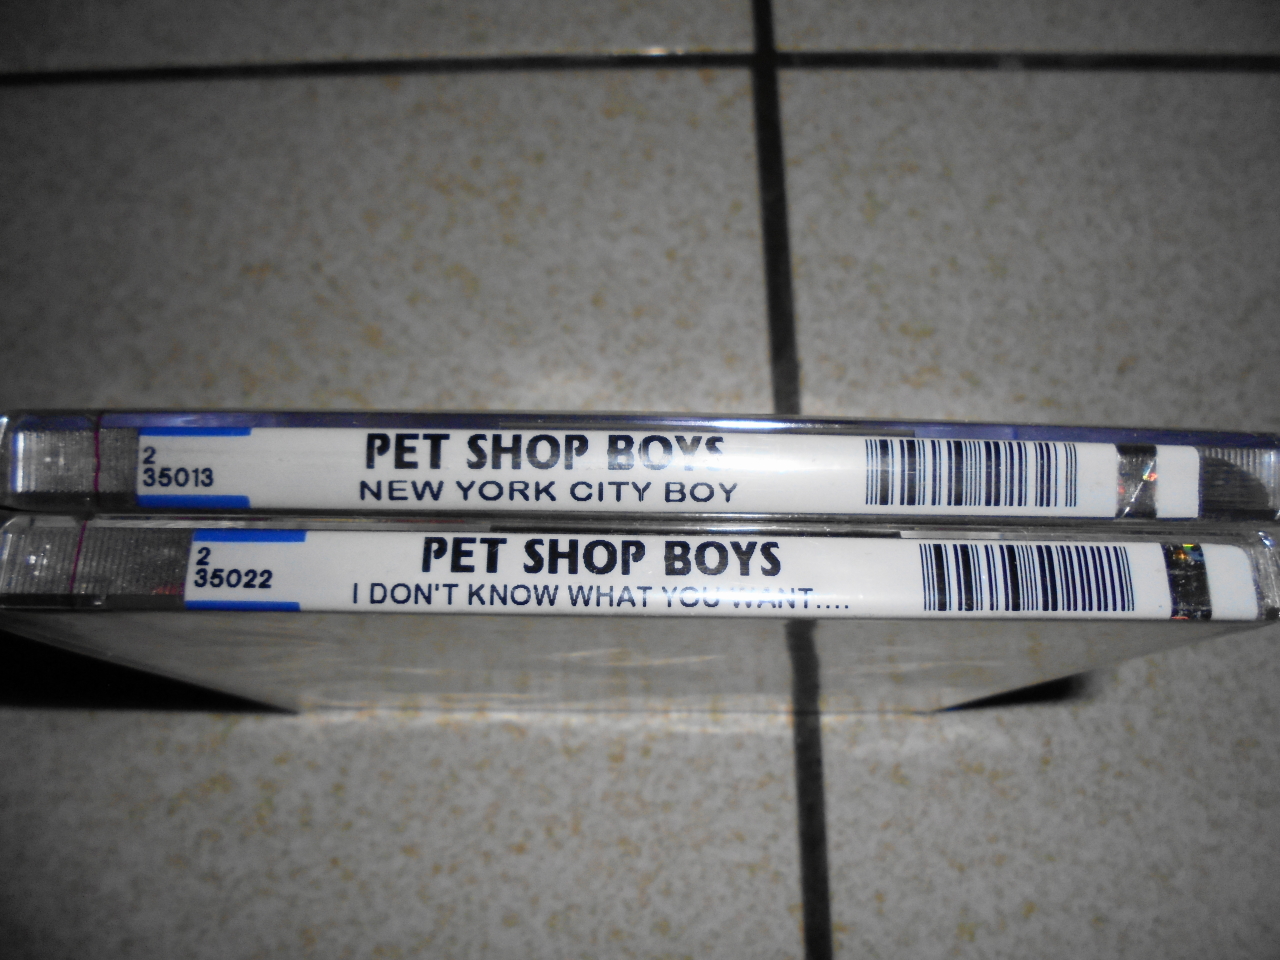 2
35013
PET SHOP BOYS
NEW YORK CITY BOY
2
35022
PET SHOP BOYS
I DON'T KNOW WHAT YOU WANT....